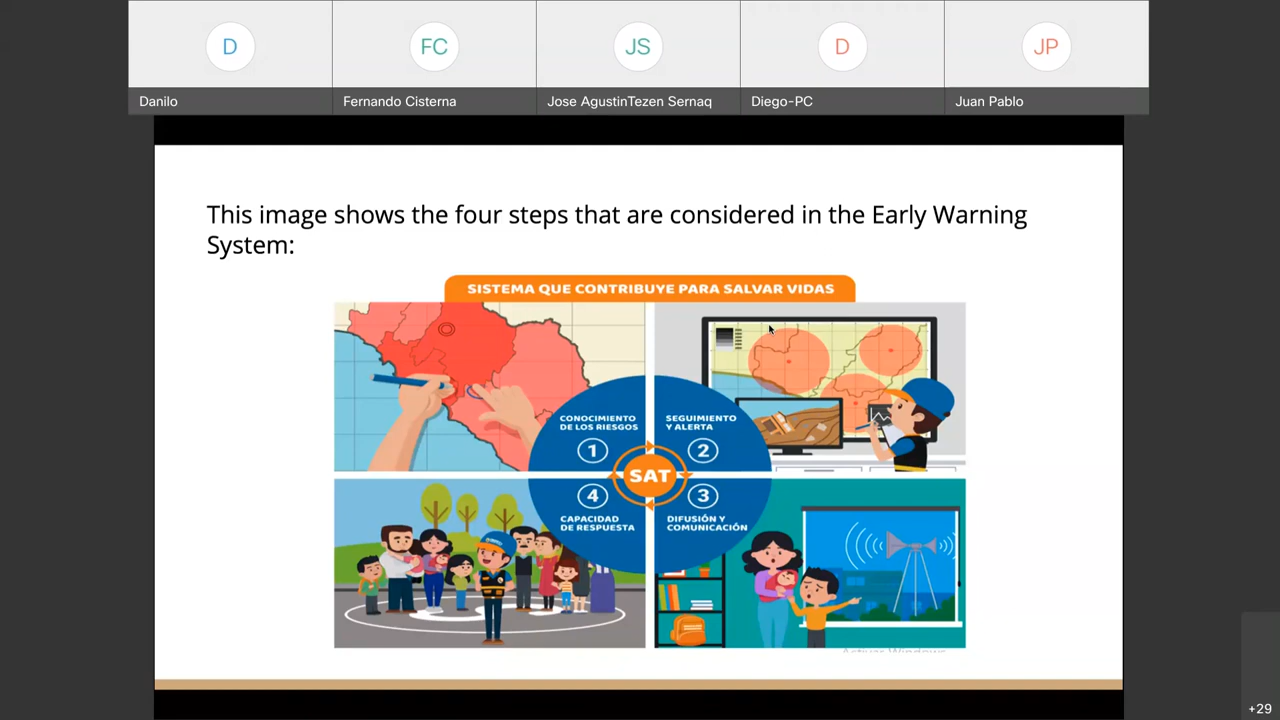 D
FC
JS
D
JP
Danilo
Fernando Cisterna
Jose AgustinTezen Sernaq
Diego-PC
Juan Pablo
This image shows the four steps that are considered in the Early Warning
System:
SISTEMA QUE CONTRIBUYE PARA SALVAR VIDAS
CONOCIMIENTO
DE LOS RIESGOS
1
SEGUIMIENTO
Y ALERTA
2
SAT
4
CAPACIDAD
DE RESPUESTA
3
DIFUSIÓN Y
COMUNICACIÓN
+29